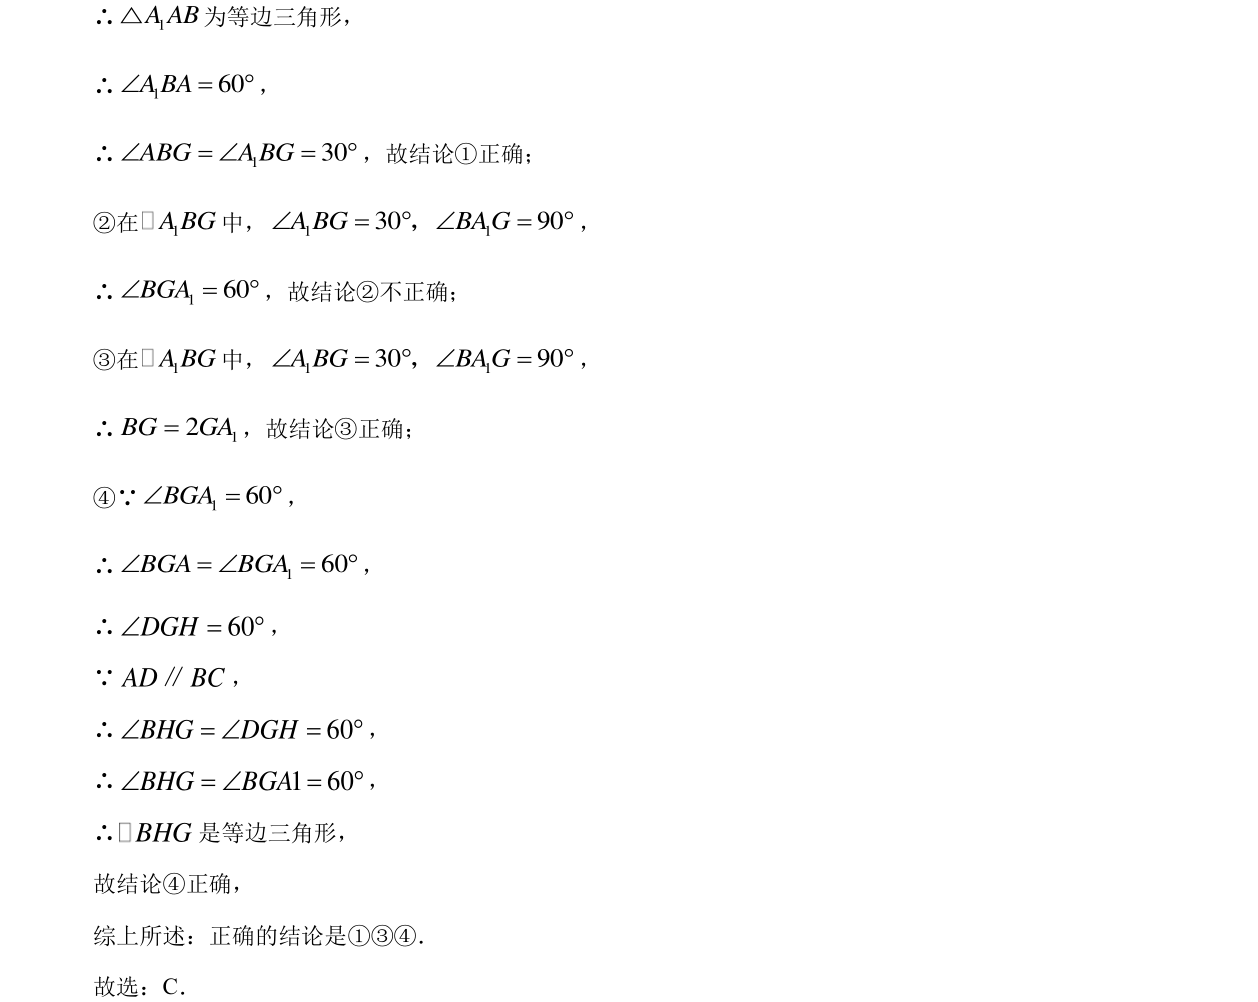 ∴△A₁AB为等边三角形，
∴∠A₁BA=60°，
∴∠ABG=∠A₁BG=30°，故结论①正确；
②在□A₁BG中，∠A₁BG=30°，∠BA₁G=90°，
∴∠BGA₁=60°，故结论②不正确；
③在□A₁BG中，∠A₁BG=30°，∠BA₁G=90°，
∴BG=2GA₁，故结论③正确；
④∵∠BGA₁=60°，
∴∠BGA=∠BGA₁=60°，
∴∠DGH=60°，
∵AD∥BC，
∴∠BHG=∠DGH=60°，
∴∠BHG=∠BGA1=60°，
∴□BHG是等边三角形，
故结论④正确，
综上所述：正确的结论是①③④．
故选：C．